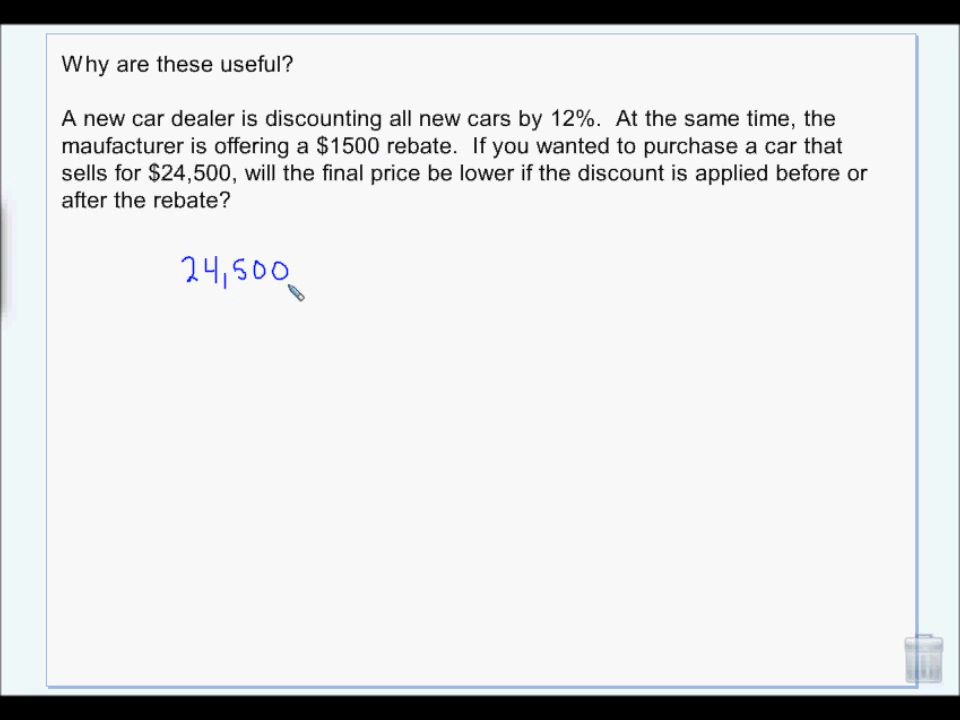 Why are these useful?
A new car dealer is discounting all new cars by 12%.  At the same time, the
maufacturer is offering a $1500 rebate.  If you wanted to purchase a car that
sells for $24,500, will the final price be lower if the discount is applied before or
after the rebate?
24,500